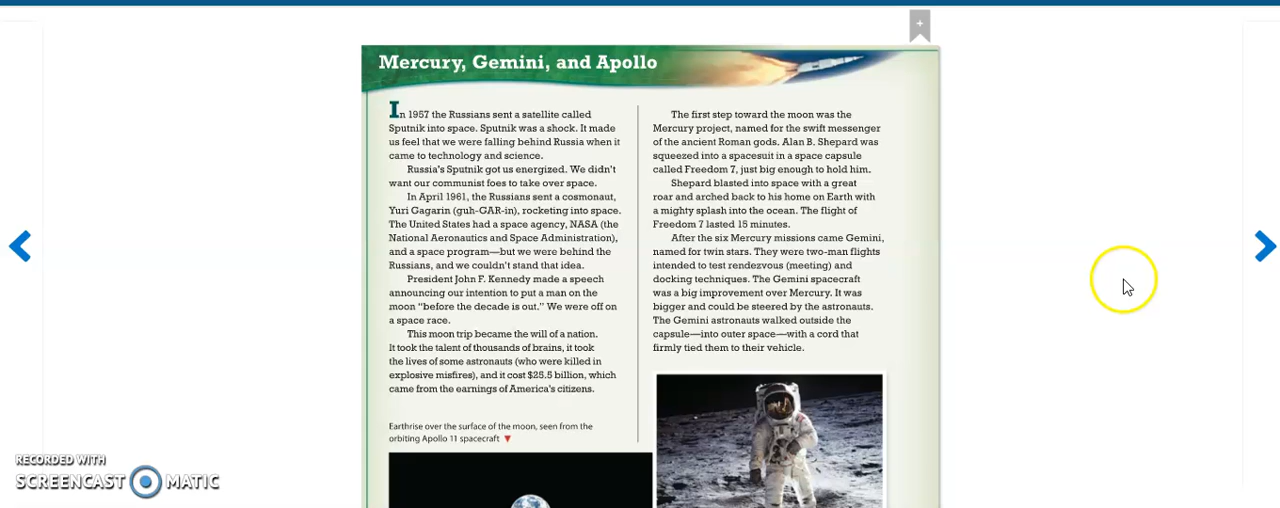 Mercury, Gemini, and Apollo
In 1957 the Russians sent a satellite called
Sputnik into space. Sputnik was a shock. It made
us feel that we were falling behind Russia when it
came to technology and science.
Russia's Sputnik got us energized. We didn't
want our communist foes to take over space.
In April 1961, the Russians sent a cosmonaut,
Yuri Gagarin (guh-GAR-in), rocketing into space.
The United States had a space agency, NASA (the
National Aeronautics and Space Administration),
and a space program—but we were behind the
Russians, and we couldn't stand that idea.
President John F. Kennedy made a speech
announcing our intention to put a man on the
moon "before the decade is out." We were off on
a space race.
This moon trip became the will of a nation.
It took the talent of thousands of brains, it took
the lives of some astronauts (who were killed in
explosive misfires), and it cost $25.5 billion, which
came from the earnings of America's citizens.
Earthrise over the surface of the moon, seen from the
orbiting Apollo 11 spacecraft
The first step toward the moon was the
Mercury project, named for the swift messenger
of the ancient Roman gods. Alan B. Shepard was
squeezed into a spacesuit in a space capsule
called Freedom 7, just big enough to hold him.
Shepard blasted into space with a great
roar and arched back to his home on Earth with
a mighty splash into the ocean. The flight of
Freedom 7 lasted 15 minutes.
After the six Mercury missions came Gemini,
named for twin stars. They were two-man flights
intended to test rendezvous (meeting) and
docking techniques. The Gemini spacecraft
was a big improvement over Mercury. It was
bigger and could be steered by the astronauts.
The Gemini astronauts walked outside the
capsule—into outer space—with a cord that
firmly tied them to their vehicle.
RECORDED WITH
SCREENCAST MATIC